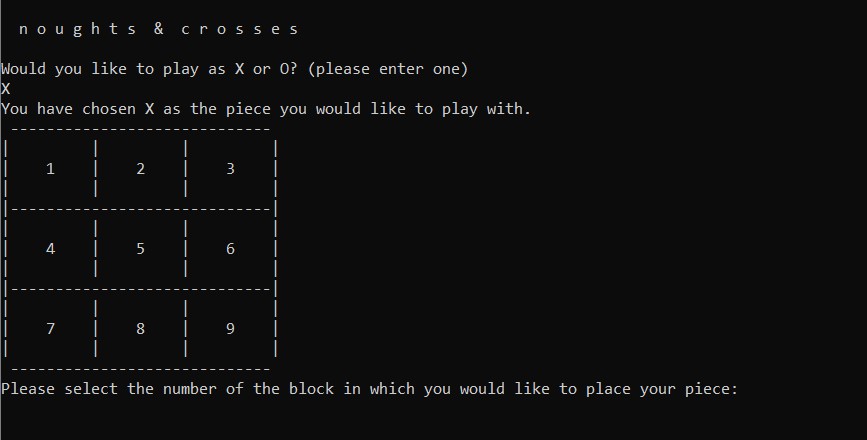 n o u g h t s  &  c r o s s e s
Would you like to play as X or O? (please enter one)
X
You have chosen X as the piece you would like to play with.
1 2 3
4 5 6
7 8 9
Please select the number of the block in which you would like to place your piece: